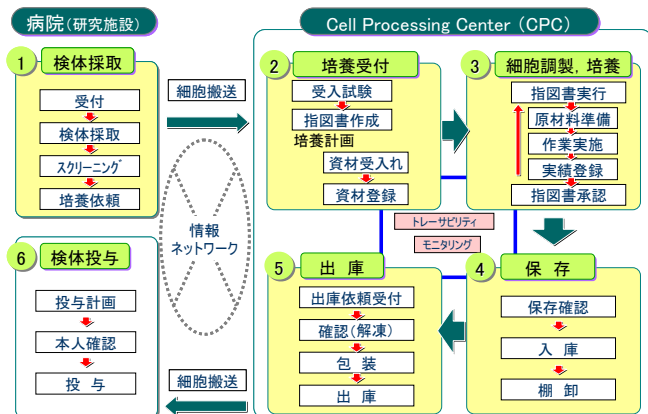 病院(研究施設)
Cell Processing Center (CPC)
1 検体採取
受付
検体採取
スクリーニング
培養依頼
細胞搬送
2 培養受付
受入試験
指図書作成
培養計画
資材受入れ
資材登録
3 細胞調製, 培養
指図書実行
原材料準備
作業実施
実績登録
指図書承認
情報
ネットワーク
トレーサビリティ
モニタリング
4 保 存
保存確認
入 庫
棚 卸
5 出 庫
出庫依頼受付
確認(解凍)
包 装
出 庫
細胞搬送
6 検体投与
投与計画
本人確認
投 与